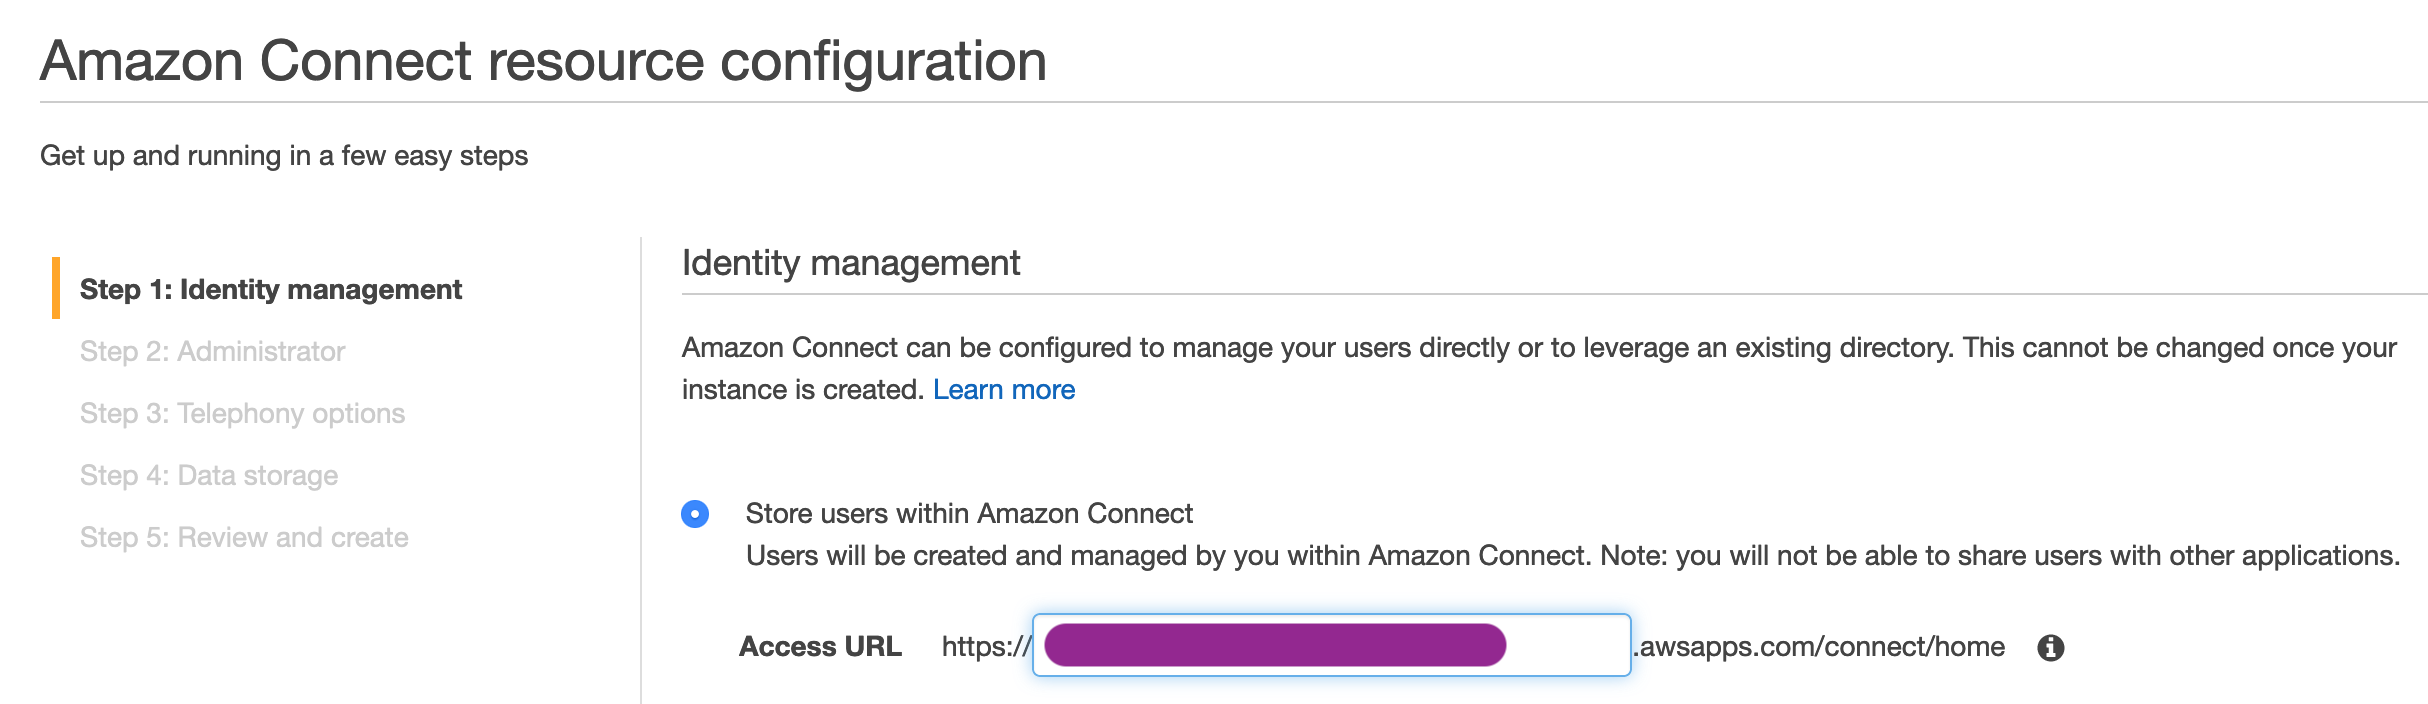 Amazon Connect resource configuration
Get up and running in a few easy steps
Step 1: Identity management
Step 2: Administrator
Step 3: Telephony options
Step 4: Data storage
Step 5: Review and create
Identity management
Amazon Connect can be configured to manage your users directly or to leverage an existing directory. This cannot be changed once your
instance is created. Learn more
Store users within Amazon Connect
Users will be created and managed by you within Amazon Connect. Note: you will not be able to share users with other applications.
Access URL https:// .awsapps.com/connect/home